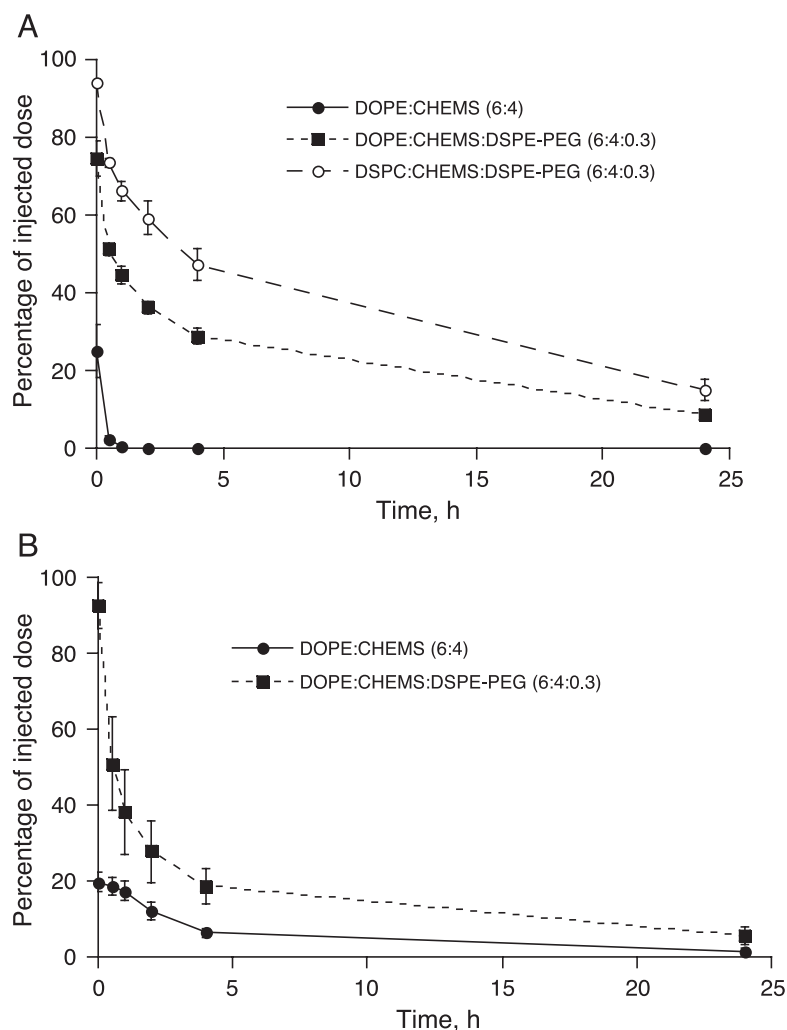 A
100
80
60
40
20
0
Percentage of injected dose
DOPE:CHEMS (6:4)
DOPE:CHEMS:DSPE-PEG (6:4:0.3)
DSPC:CHEMS:DSPE-PEG (6:4:0.3)
0 5 10 15 20 25
Time, h
B
100
80
60
40
20
0
Percentage of injected dose
DOPE:CHEMS (6:4)
DOPE:CHEMS:DSPE-PEG (6:4:0.3)
0 5 10 15 20 25
Time, h